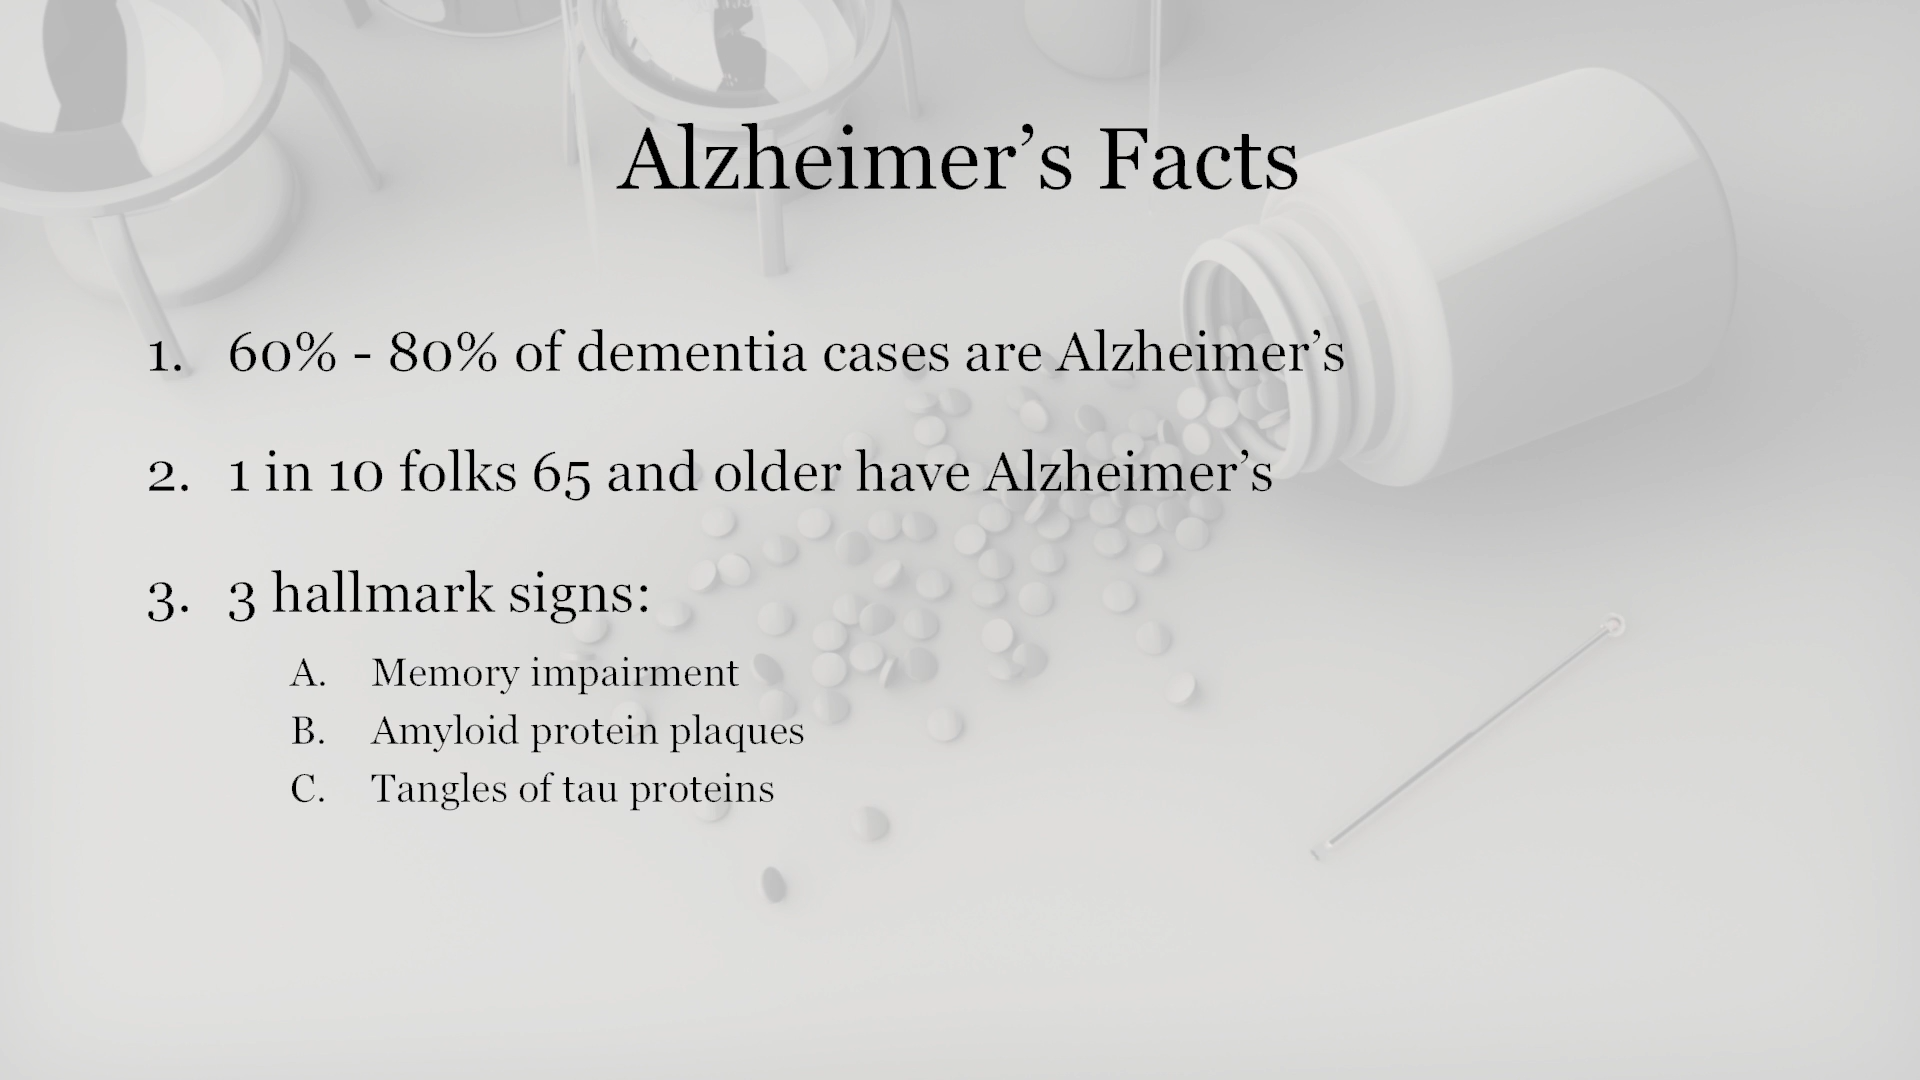 Alzheimer’s Facts
1. 60% - 80% of dementia cases are Alzheimer’s
2. 1 in 10 folks 65 and older have Alzheimer’s
3. 3 hallmark signs:
A. Memory impairment
B. Amyloid protein plaques
C. Tangles of tau proteins